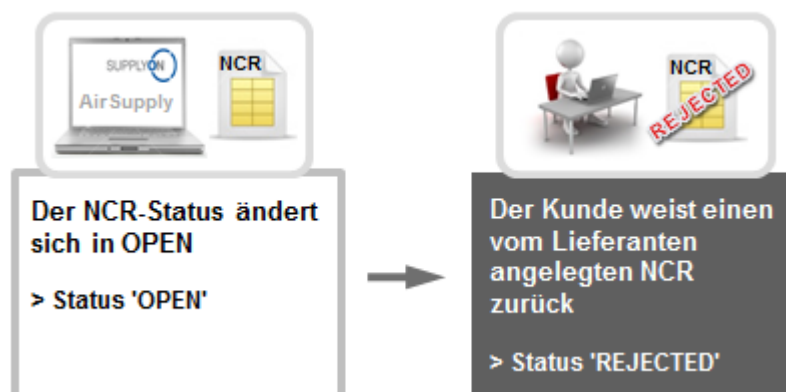 SUPPLYON
AirSupply
NCR
Der NCR-Status ändert
sich in OPEN
> Status 'OPEN'
NCR
REJECTED
Der Kunde weist einen
vom Lieferanten
angelegten NCR
zurück
> Status 'REJECTED'